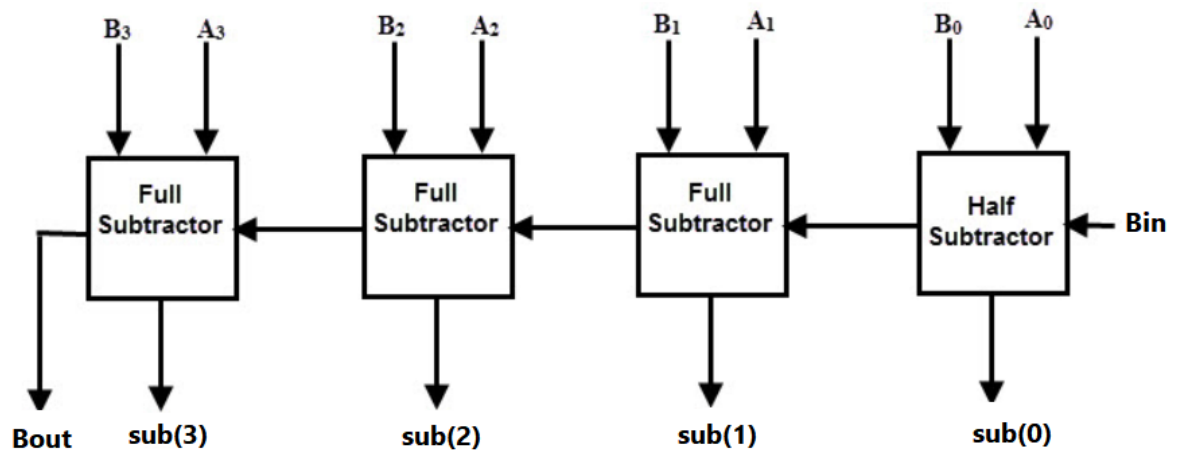 B₃ A₃ B₂ A₂ B₁ A₁ B₀ A₀
Full
Subtractor
Full
Subtractor
Full
Subtractor
Half
Subtractor
Bin
Bout
sub(3)
sub(2)
sub(1)
sub(0)